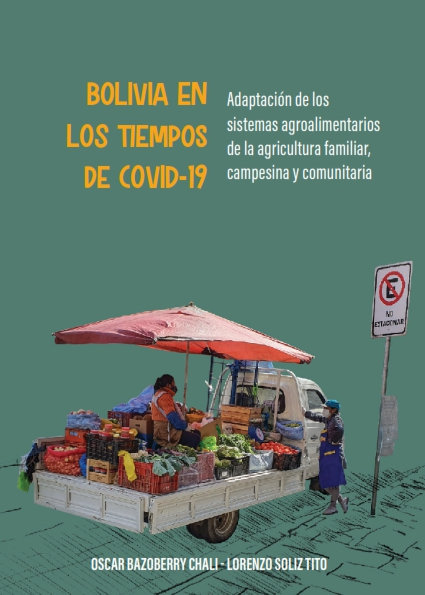 BOLIVIA EN
LOS TIEMPOS
DE COVID-19
Adaptación de los
sistemas agroalimentarios
de la agricultura familiar,
campesina y comunitaria
E
NO
ESTACIONAR
OSCAR BAZOBERRY CHALI - LORENZO SOLIZ TITO